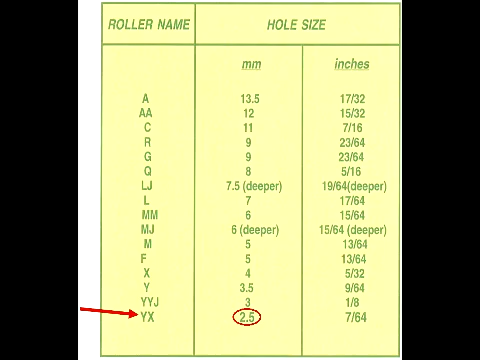 ROLLER NAME HOLE SIZE
mm inches
A 13.5 17/32
AA 12 15/32
C 11 7/16
R 9 23/64
G 9 23/64
Q 8 5/16
LJ 7.5 (deeper) 19/64(deeper)
L 7 17/64
MM 6 15/64
MJ 6 (deeper) 15/64 (deeper)
M 5 13/64
F 5 13/64
X 4 5/32
Y 3.5 9/64
YYJ 3 1/8
YX 2.5 7/64